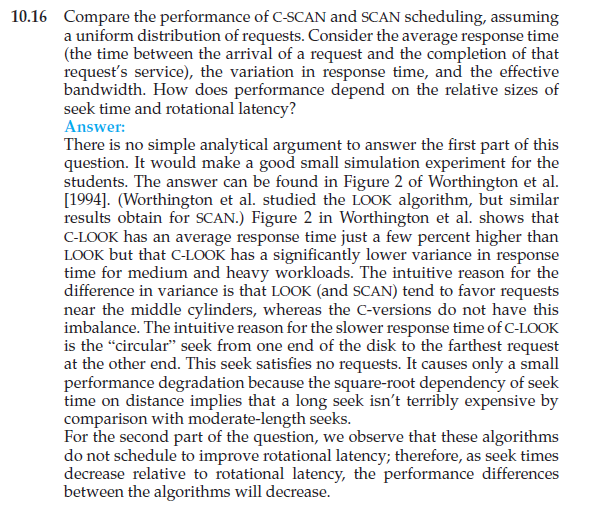 10.16 Compare the performance of C-SCAN and SCAN scheduling, assuming
a uniform distribution of requests. Consider the average response time
(the time between the arrival of a request and the completion of that
request's service), the variation in response time, and the effective
bandwidth. How does performance depend on the relative sizes of
seek time and rotational latency?
Answer:
There is no simple analytical argument to answer the first part of this
question. It would make a good small simulation experiment for the
students. The answer can be found in Figure 2 of Worthington et al.
[1994]. (Worthington et al. studied the LOOK algorithm, but similar
results obtain for SCAN.) Figure 2 in Worthington et al. shows that
C-LOOK has an average response time just a few percent higher than
LOOK but that C-LOOK has a significantly lower variance in response
time for medium and heavy workloads. The intuitive reason for the
difference in variance is that LOOK (and SCAN) tend to favor requests
near the middle cylinders, whereas the C-versions do not have this
imbalance. The intuitive reason for the slower response time of C-LOOK
is the “circular” seek from one end of the disk to the farthest request
at the other end. This seek satisfies no requests. It causes only a small
performance degradation because the square-root dependency of seek
time on distance implies that a long seek isn't terribly expensive by
comparison with moderate-length seeks.
For the second part of the question, we observe that these algorithms
do not schedule to improve rotational latency; therefore, as seek times
decrease relative to rotational latency, the performance differences
between the algorithms will decrease.